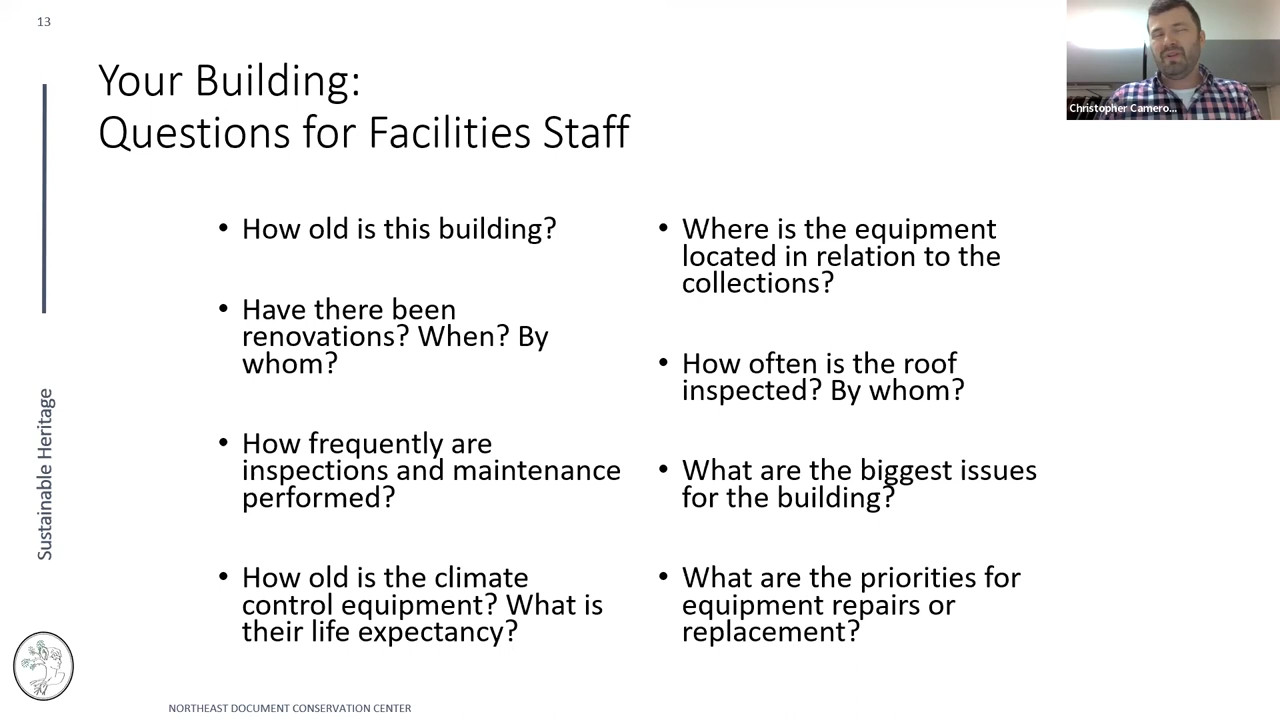 13
Your Building:
Questions for Facilities Staff
• How old is this building?
• Have there been
renovations? When? By
whom?
• How frequently are
inspections and maintenance
performed?
• How old is the climate
control equipment? What is
their life expectancy?
• Where is the equipment
located in relation to the
collections?
• How often is the roof
inspected? By whom?
• What are the biggest issues
for the building?
• What are the priorities for
equipment repairs or
replacement?
Sustainable Heritage
NORTHEAST DOCUMENT CONSERVATION CENTER
Christopher Camero...